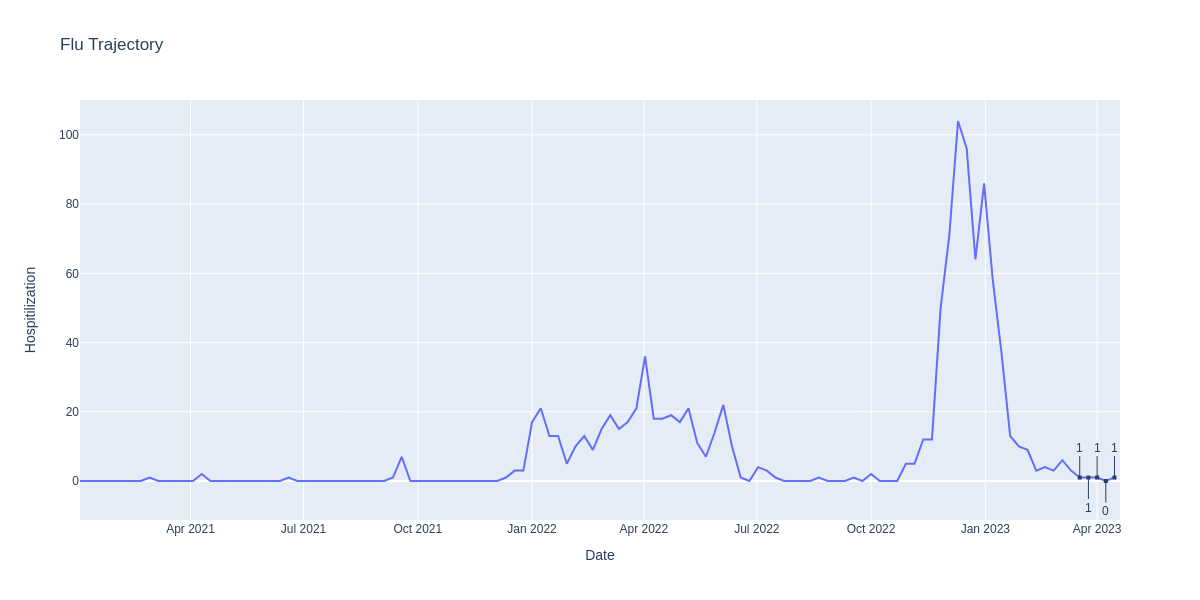 Flu Trajectory
Hospitilization
100
80
60
40
20
0
1 1 1
1 0
Apr 2021 Jul 2021 Oct 2021 Jan 2022 Apr 2022 Jul 2022 Oct 2022 Jan 2023 Apr 2023
Date